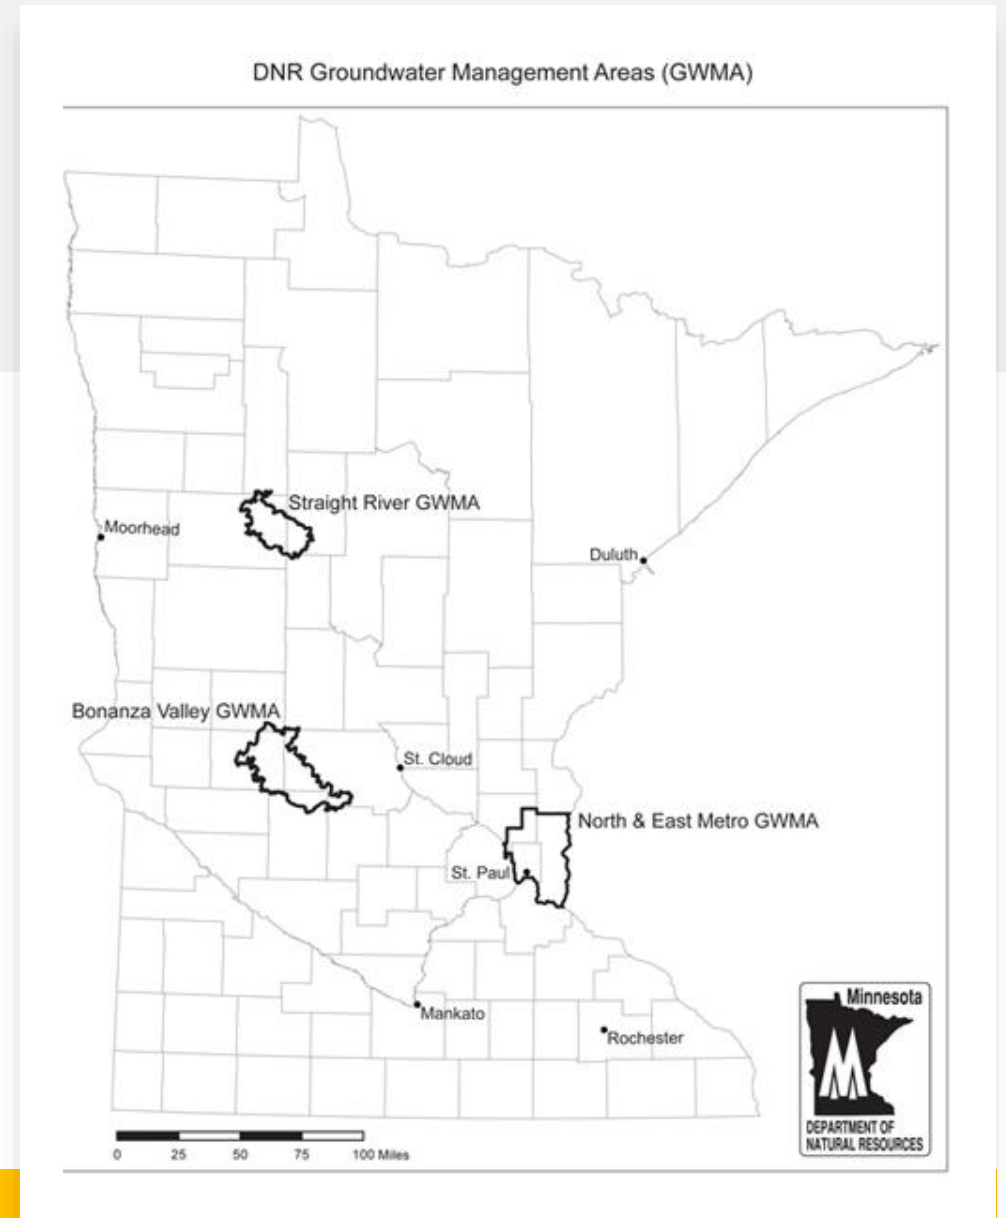 DNR Groundwater Management Areas (GWMA)
Straight River GWMA
Moorhead
Duluth
Bonanza Valley GWMA
St. Cloud
North & East Metro GWMA
St. Paul
Minnesota
Mankato
Rochester
DEPARTMENT OF
NATURAL RESOURCES
0 25 50 75 100 Miles